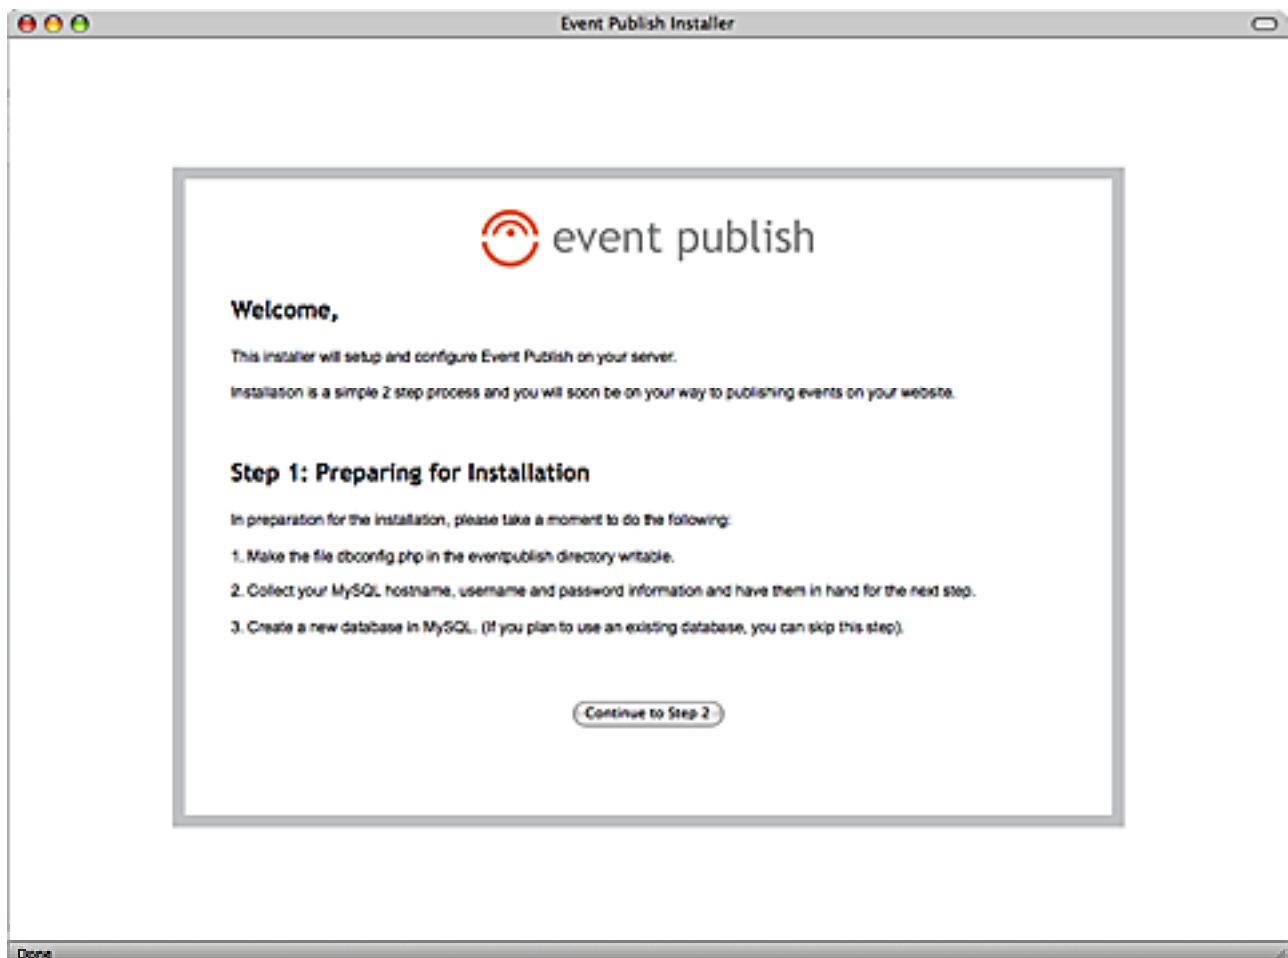 Event Publish Installer
event publish
Welcome,
This installer will setup and configure Event Publish on your server.
Installation is a simple 2 step process and you will soon be on your way to publishing events on your website.
Step 1: Preparing for Installation
In preparation for the installation, please take a moment to do the following:
1. Make the file dbconfig.php in the eventpublish directory writable.
2. Collect your MySQL hostname, username and password information and have them in hand for the next step.
3. Create a new database in MySQL. (If you plan to use an existing database, you can skip this step).
Continue to Step 2
Done